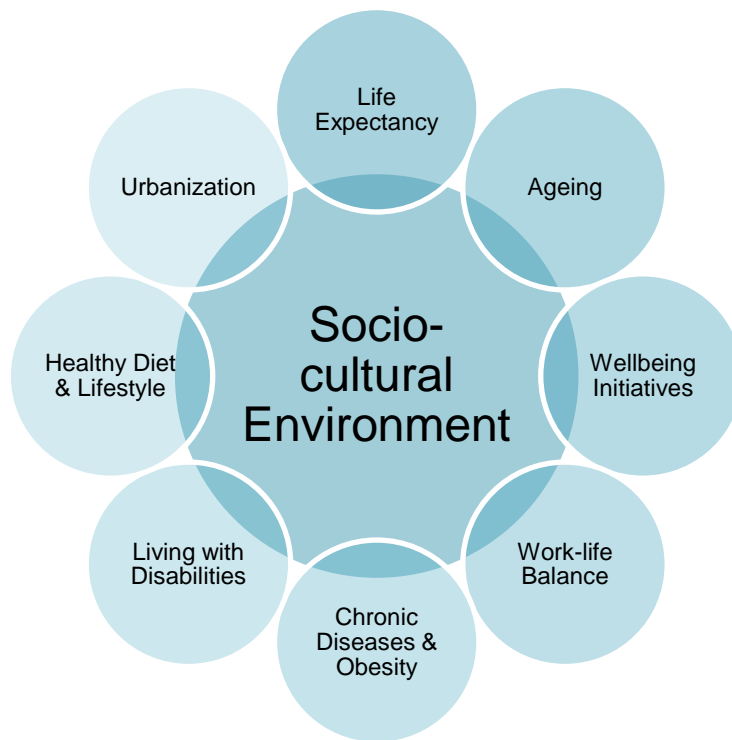 Life
Expectancy
Ageing
Wellbeing
Initiatives
Work-life
Balance
Chronic
Diseases &
Obesity
Living with
Disabilities
Healthy Diet
& Lifestyle
Urbanization
Socio-
cultural
Environment